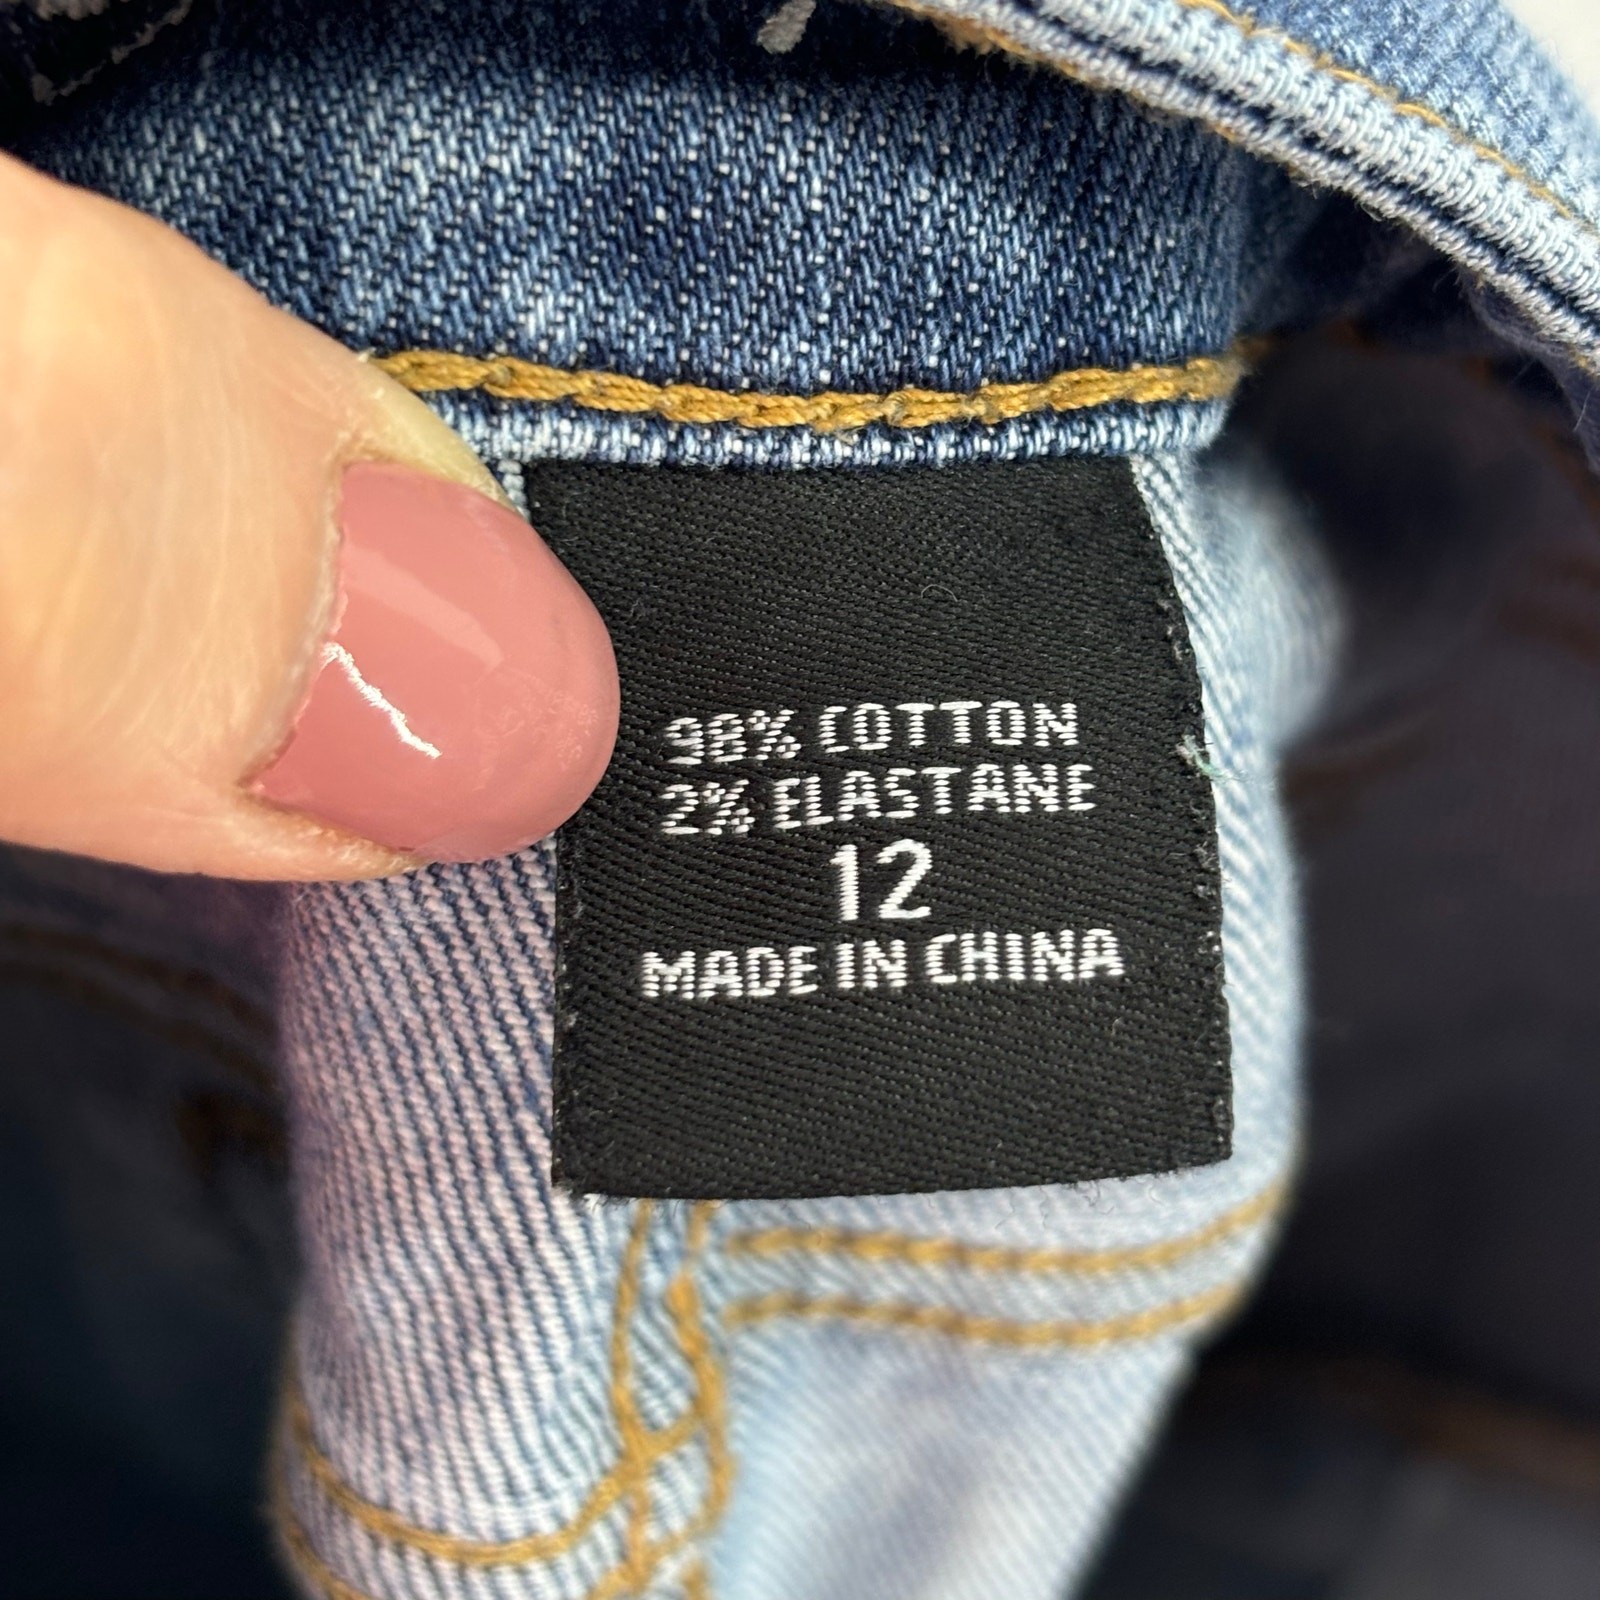 98% COTTON
2% ELASTANE
12
MADE IN CHINA